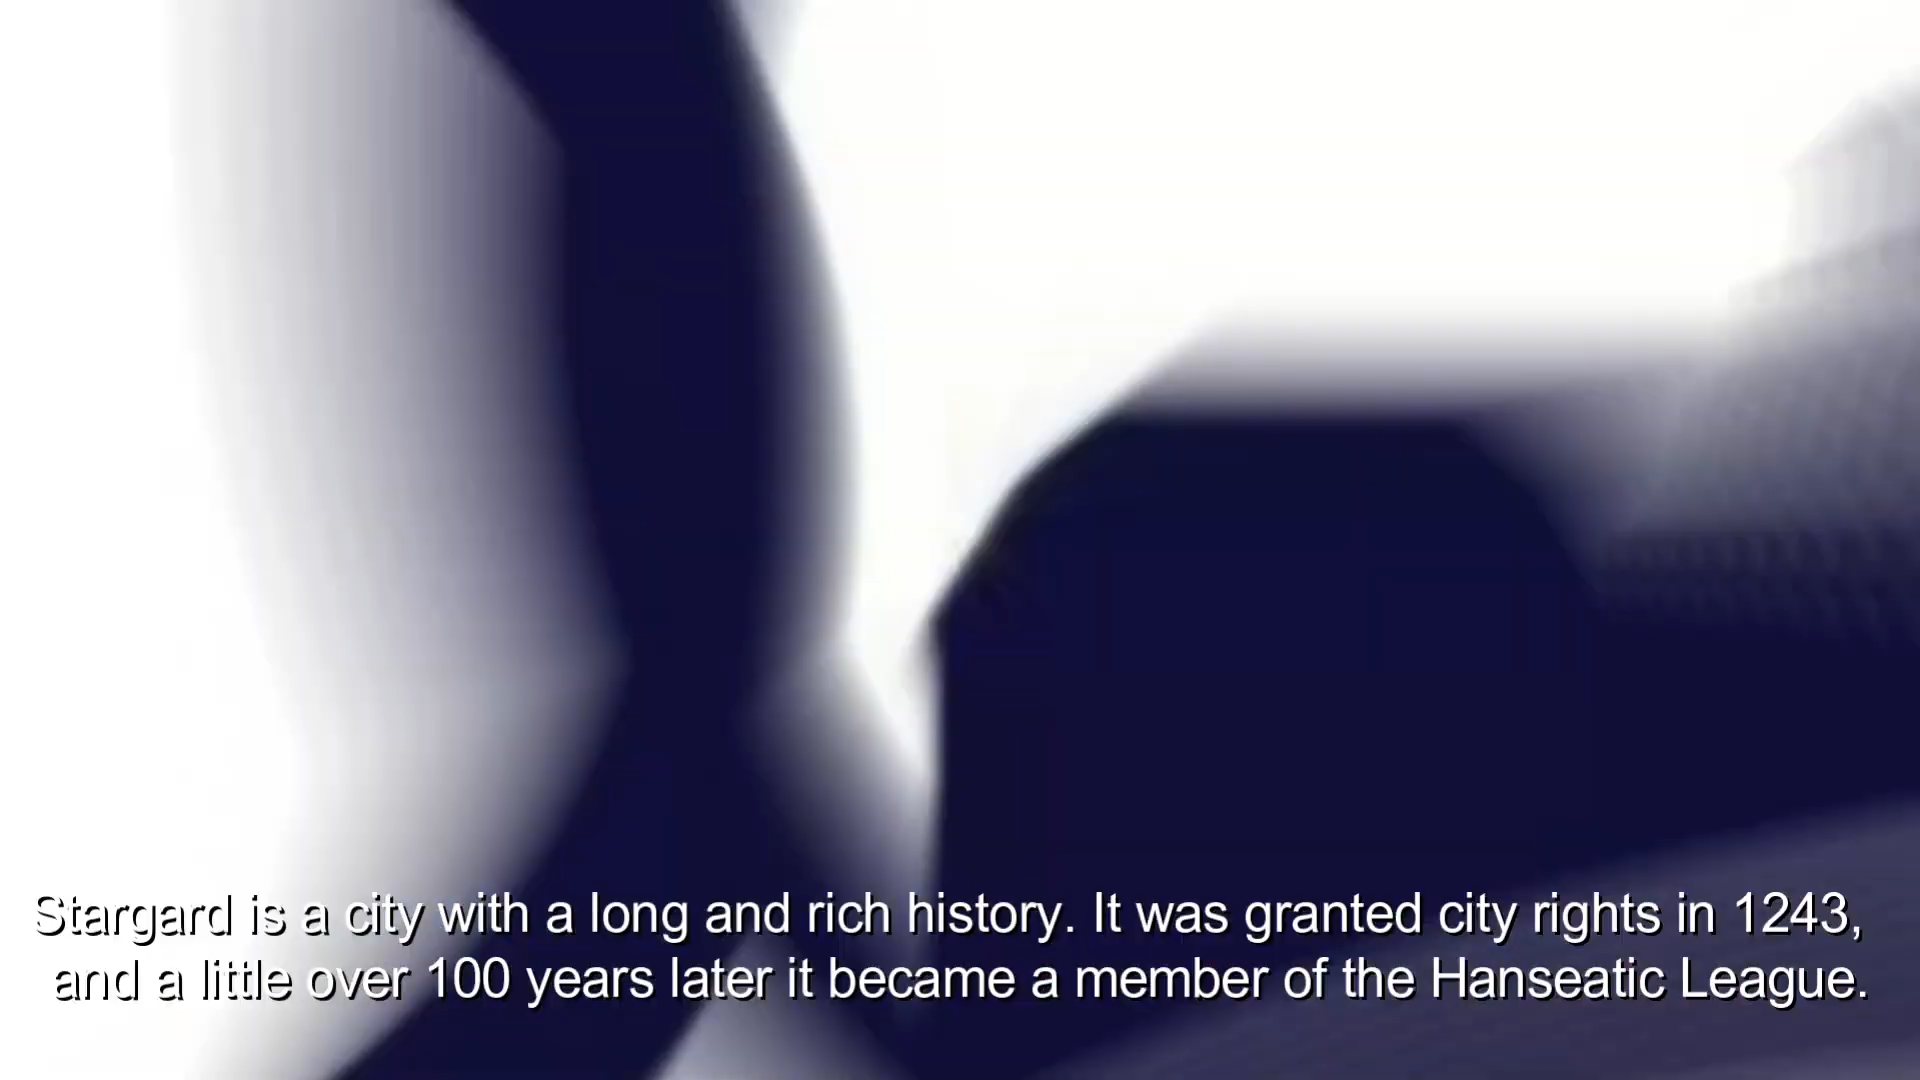 Stargard is a city with a long and rich history. It was granted city rights in 1243,
and a little over 100 years later it became a member of the Hanseatic League.